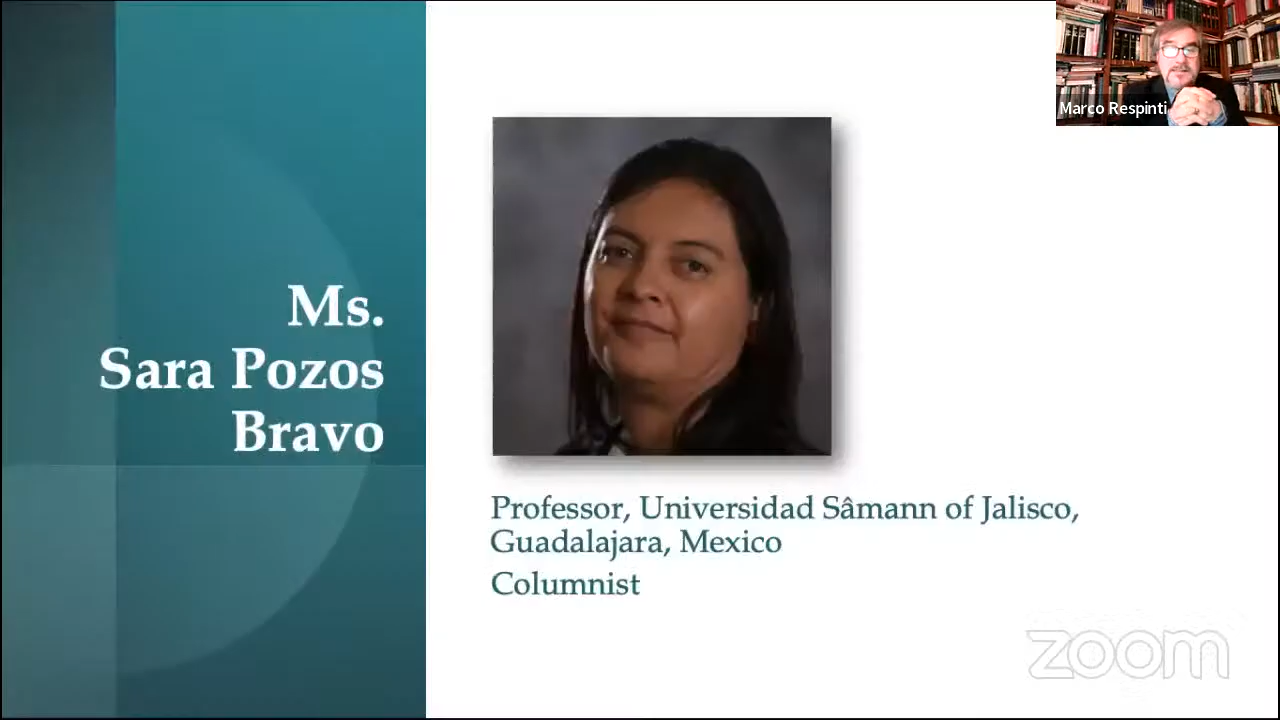 Marco Respinti
Ms.
Sara Pozos
Bravo
Professor, Universidad Sâmann of Jalisco,
Guadalajara, Mexico
Columnist
zoom